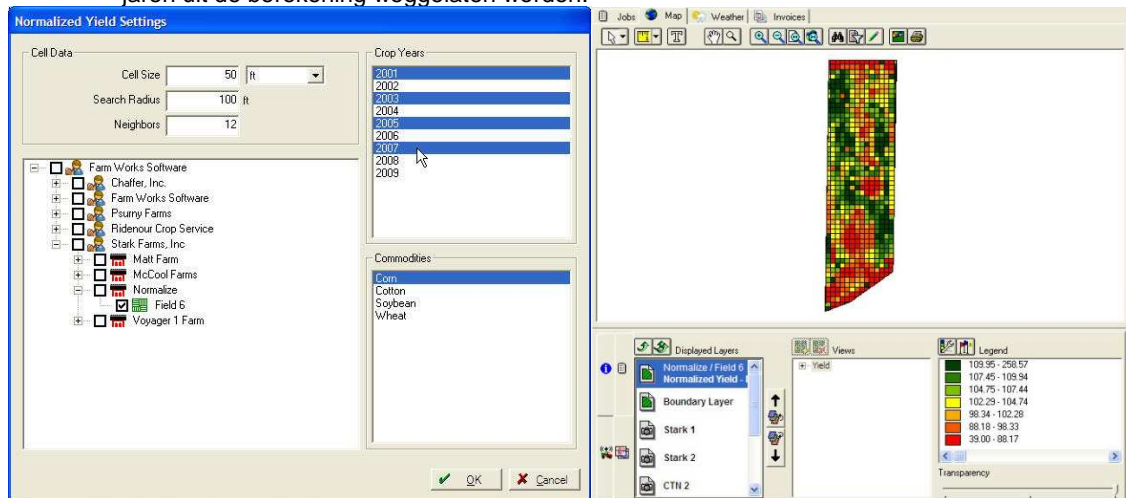 jaren uit de berekening weggelaten worden.
Normalized Yield Settings
Cell Data
Cell Size 50 ft
Search Radius 100 ft
Neighbors 12
Farm Works Software
Chaffer, Inc.
Farm Works Software
Psurny Farms
Ridenour Crop Service
Stark Farms, Inc
Matt Farm
McCool Farms
Normalize
Field 6
Voyager 1 Farm
Crop Years
2001
2002
2003
2004
2005
2006
2007
2008
2009
Commodities
Corn
Cotton
Soybean
Wheat
OK Cancel
Jobs Map Weather Invoices
Displayed Layers
Normalize / Field 6
Normalized Yield -
Boundary Layer
Stark 1
Stark 2
CTN 2
Views
Yield
Legend
109.95 - 258.57
107.45 - 109.94
104.75 - 107.44
102.29 - 104.74
98.34 - 102.28
88.18 - 98.33
39.00 - 88.17
Transparency